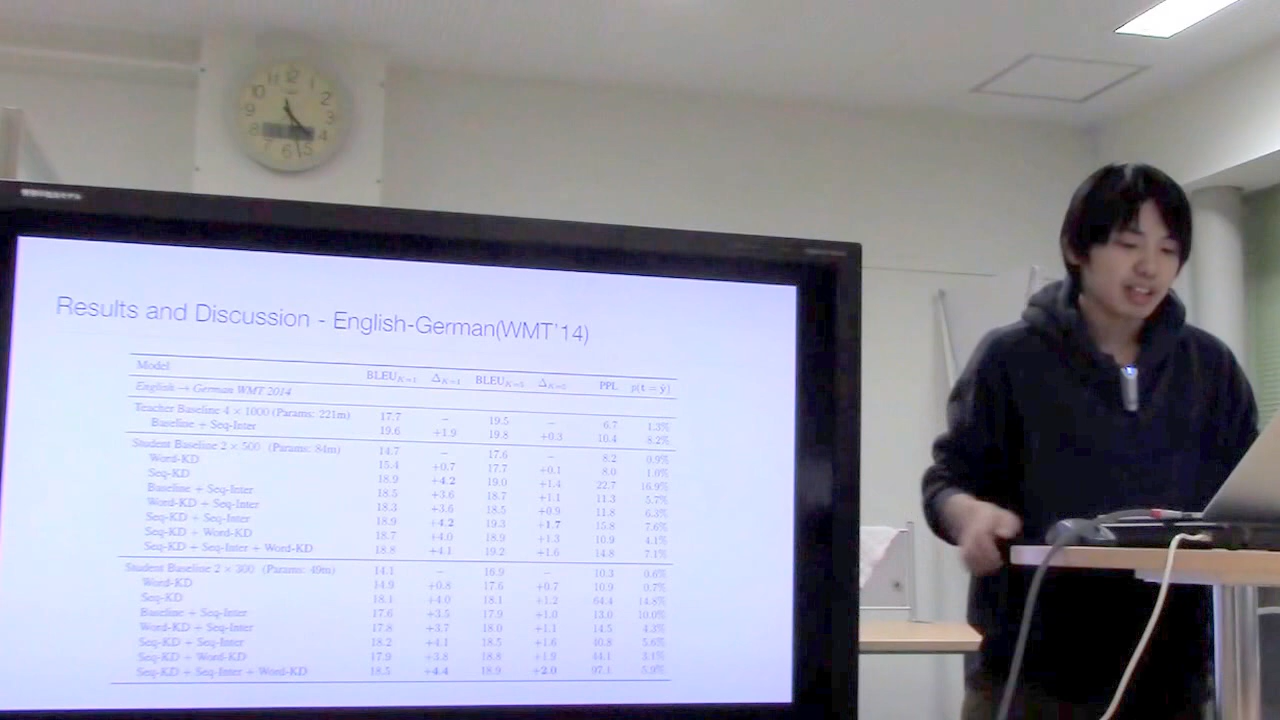 12
11
10
2
9
3
8
4
6
5
Results and Discussion - English-German(WMT'14)
Model BLEU K=1 Δ K=1 BLEU K=5 Δ K=5 PPL p(t = ŷ)
English → German WMT 2014
Teacher Baseline 4 × 1000 (Params: 221m) 17.7 – 19.5 – 6.7 1.3%
Baseline + Seq-Inter 19.6 +1.9 19.8 +0.3 10.4 8.2%
Student Baseline 2 × 500 (Params: 84m) 14.7 – 17.6 – 8.2 0.9%
Word-KD 15.4 +0.7 17.7 +0.1 8.0 1.0%
Seq-KD 18.9 +4.2 19.0 +1.4 22.7 16.9%
Baseline + Seq-Inter 18.5 +3.6 18.7 +1.1 11.3 5.7%
Word-KD + Seq-Inter 18.3 +3.6 18.5 +0.9 11.8 6.3%
Seq-KD + Seq-Inter 18.9 +4.2 19.3 +1.7 15.8 7.6%
Seq-KD + Word-KD 18.7 +4.0 18.9 +1.3 10.9 4.1%
Seq-KD + Seq-Inter + Word-KD 18.8 +4.1 19.2 +1.6 14.8 7.1%
Student Baseline 2 × 300 (Params: 49m) 14.1 – 16.9 – 10.3 0.6%
Word-KD 14.9 +0.8 17.6 +0.7 10.9 0.7%
Seq-KD 18.1 +4.0 18.1 +1.2 64.4 14.8%
Baseline + Seq-Inter 17.6 +3.5 17.9 +1.0 13.0 10.0%
Word-KD + Seq-Inter 17.8 +3.7 18.0 +1.1 14.5 4.3%
Seq-KD + Seq-Inter 18.2 +4.1 18.5 +1.6 40.8 5.6%
Seq-KD + Word-KD 17.9 +3.8 18.8 +1.9 44.1 3.1%
Seq-KD + Seq-Inter + Word-KD 18.5 +4.4 18.9 +2.0 97.1 5.9%